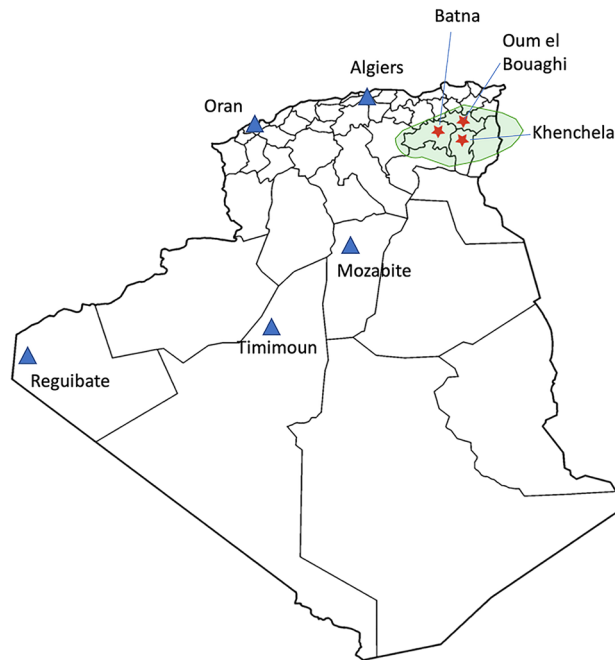 Batna
Oum el
Bouaghi
Algiers
Oran
Khenchela
Mozabite
Timimoun
Reguibate